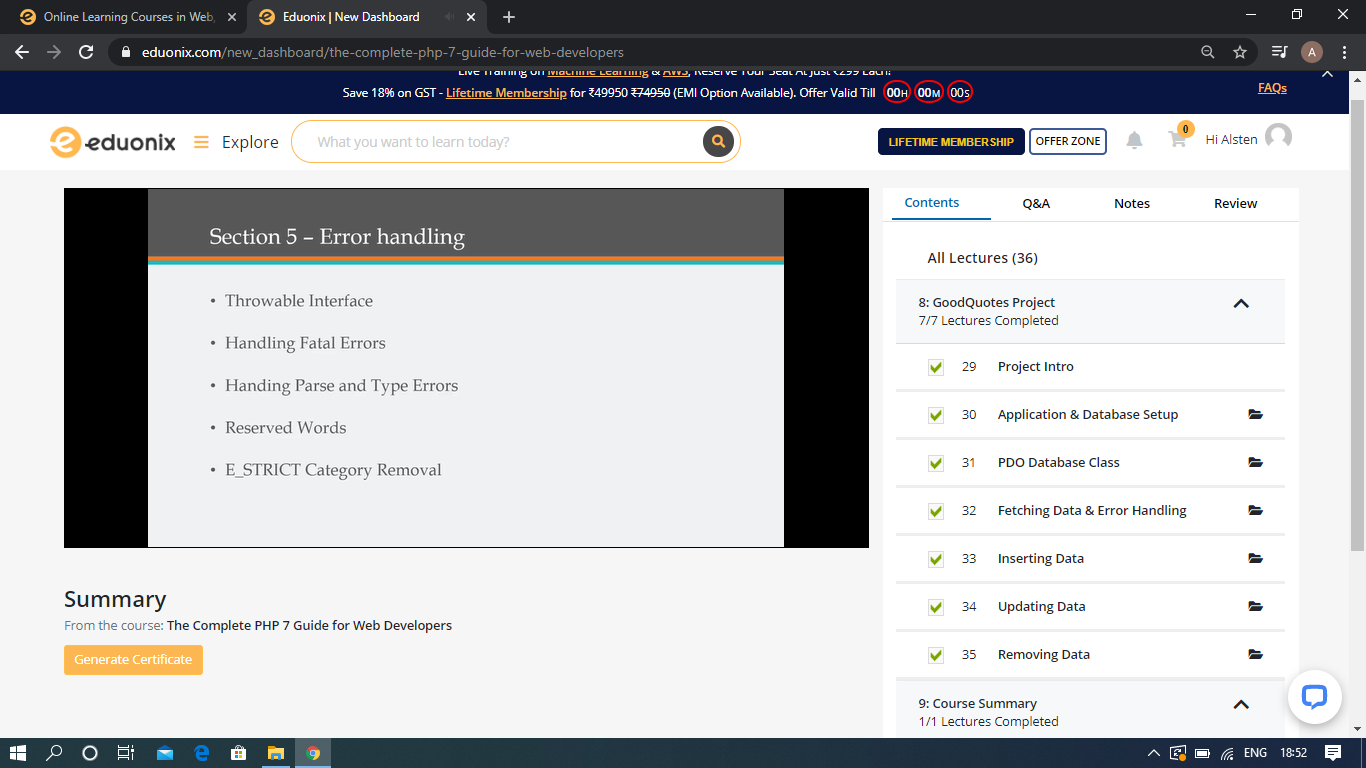 Online Learning Courses in Web,
Eduonix | New Dashboard
eduonix.com/new_dashboard/the-complete-php-7-guide-for-web-developers
A
Live Training on Machine Learning & AWS, Reserve Your Seat At Just ₹299 Each!
Save 18% on GST - Lifetime Membership for ₹49950 ₹74950 (EMI Option Available). Offer Valid Till 00H 00M 00S
FAQs
eduonix
Explore
What you want to learn today?
LIFETIME MEMBERSHIP
OFFER ZONE
0
Hi Alsten
Section 5 – Error handling
• Throwable Interface
• Handling Fatal Errors
• Handing Parse and Type Errors
• Reserved Words
• E_STRICT Category Removal
Summary
From the course: The Complete PHP 7 Guide for Web Developers
Generate Certificate
Contents Q&A Notes Review
All Lectures (36)
8: GoodQuotes Project
7/7 Lectures Completed
29 Project Intro
30 Application & Database Setup
31 PDO Database Class
32 Fetching Data & Error Handling
33 Inserting Data
34 Updating Data
35 Removing Data
9: Course Summary
1/1 Lectures Completed
ENG 18:52